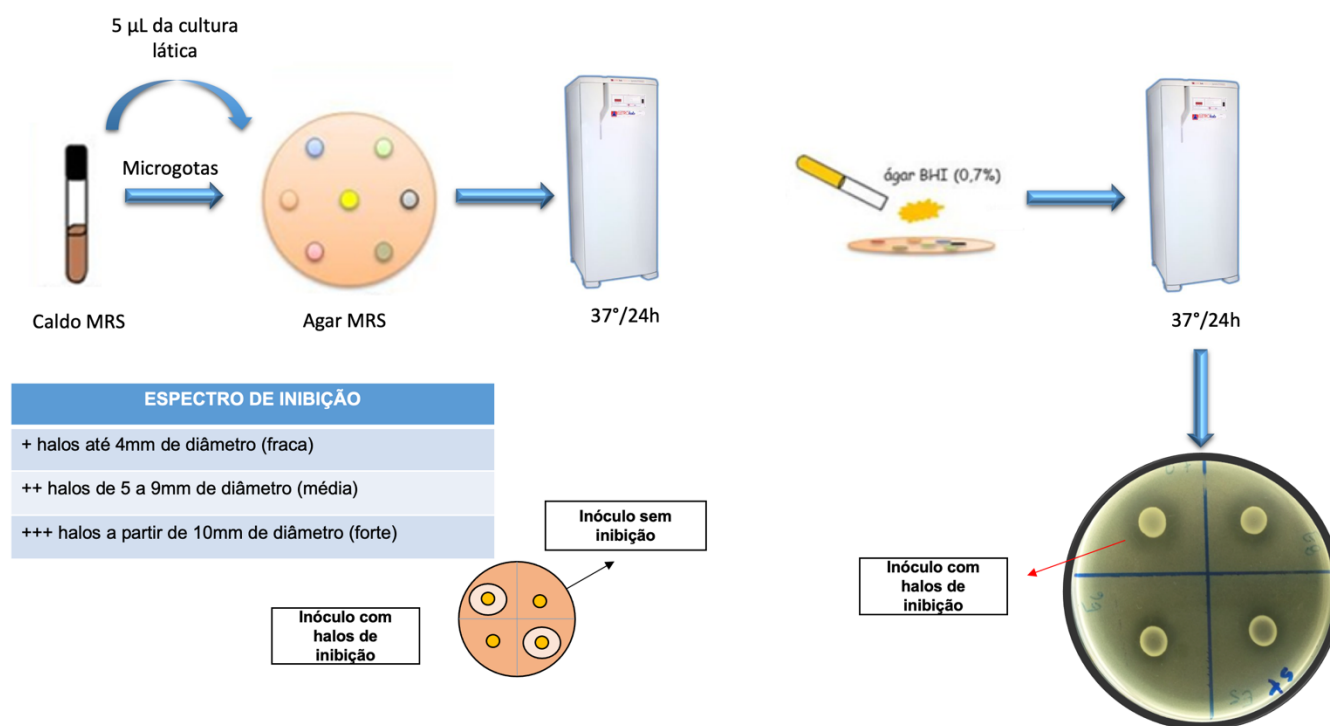 5 µL da cultura
lática
Microgotas
Caldo MRS
Agar MRS
37°/24h
ágar BHI (0,7%)
37°/24h
ESPECTRO DE INIBIÇÃO
+ halos até 4mm de diâmetro (fraca)
++ halos de 5 a 9mm de diâmetro (média)
+++ halos a partir de 10mm de diâmetro (forte)
Inóculo sem
inibição
Inóculo com
halos de
inibição
Inóculo com
halos de
inibição